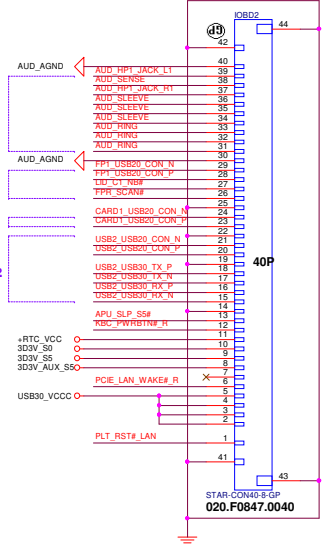 IOBD2
GP
44
42
AUD_AGND 40
AUD_HP1_JACK_L1 39
AUD_SENSE 38
AUD_HP1_JACK_R1 37
AUD_SLEEVE 36
AUD_SLEEVE 35
AUD_SLEEVE 34
AUD_RING 33
AUD_RING 32
AUD_RING 31
AUD_AGND 30
FP1_USB20_CON_N 29
FP1_USB20_CON_P 28
LID_C1_NB# 27
FPR_SCAN# 26
25
CARD1_USB20_CON_N 24
CARD1_USB20_CON_P 23
22
USB2_USB20_CON_N 21
USB2_USB20_CON_P 20
19
40P
USB2_USB30_TX_P 18
USB2_USB30_TX_N 17
USB2_USB30_RX_P 16
USB2_USB30_RX_N 15
14
APU_SLP_S5# 13
KBC_PWRBTN#_R 12
+RTC_VCC 11
3D3V_S0 10
3D3V_S5 9
3D3V_AUX_S5 8
7
PCIE_LAN_WAKE#_R 6
USB30_VCCC 5
4
3
2
PLT_RST#_LAN 1
41
43
STAR-CON40-8-GP
020.F0847.0040